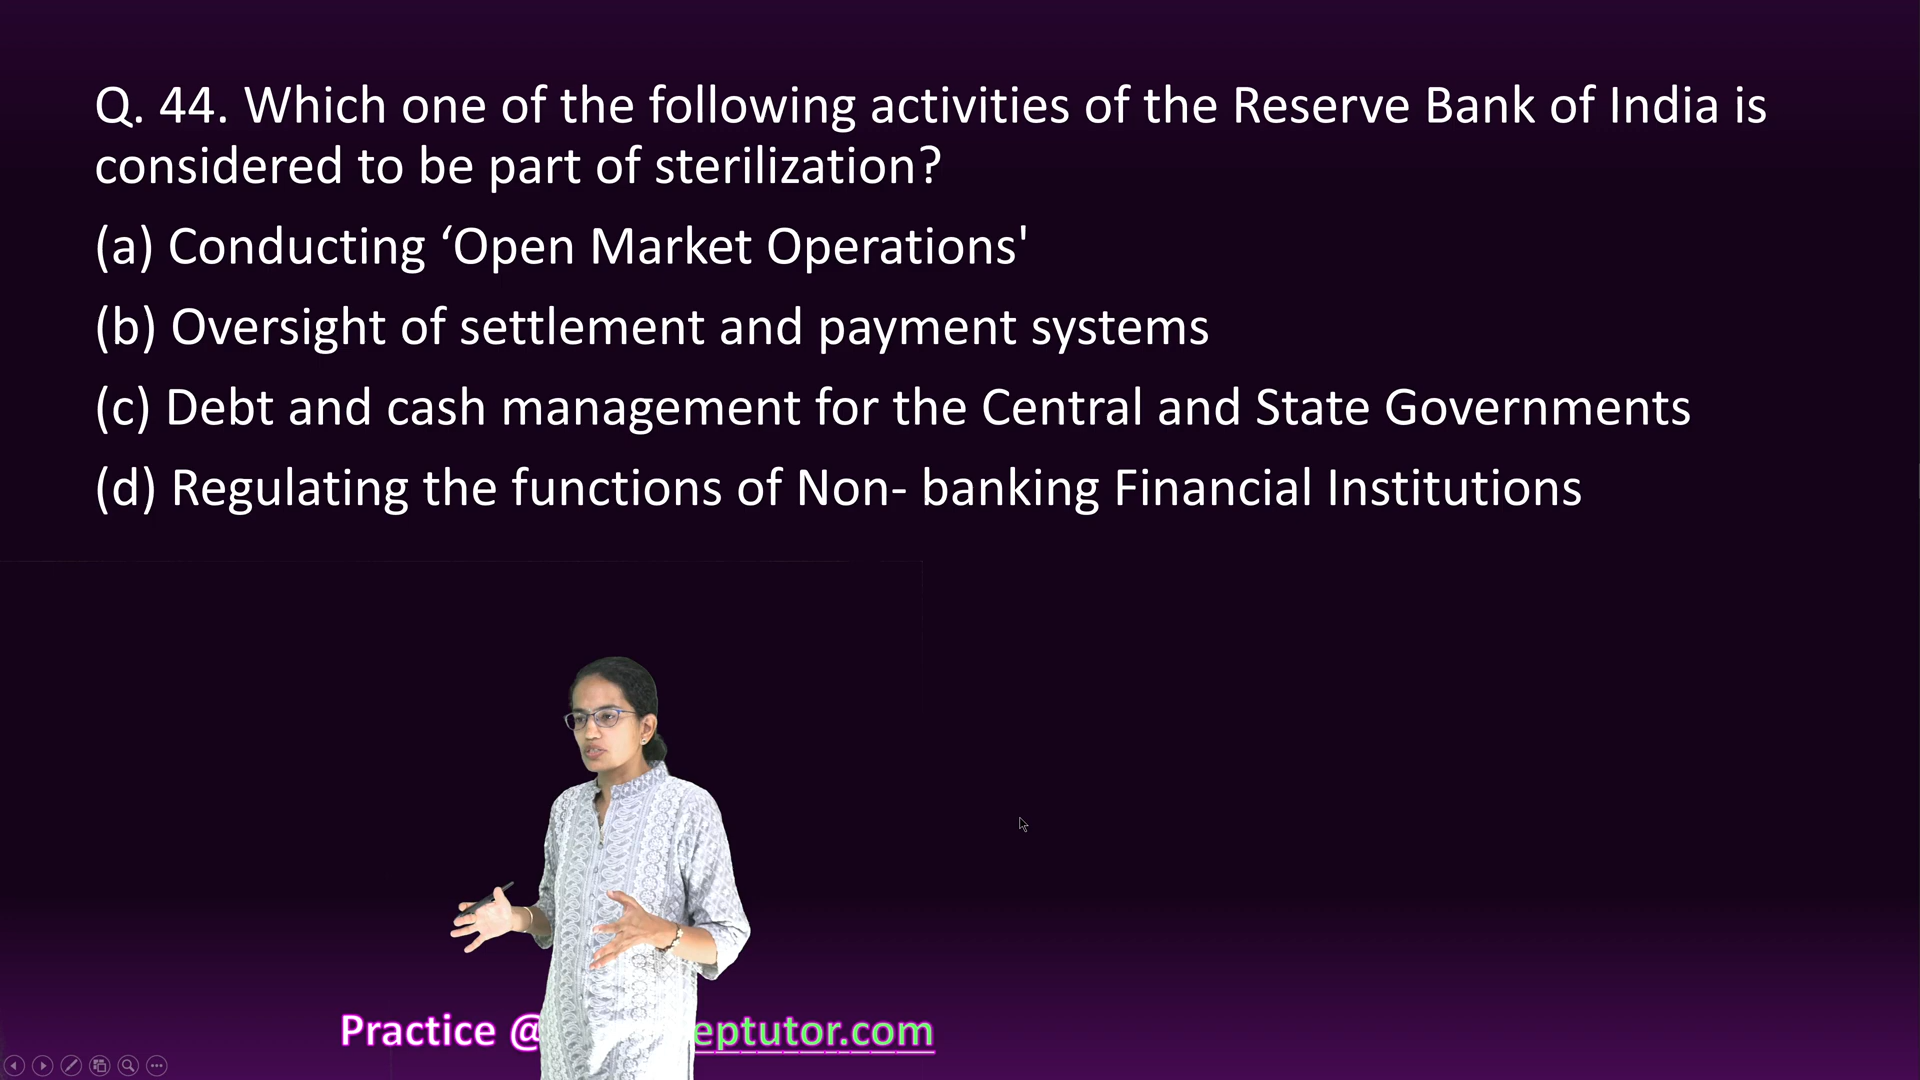 Q. 44. Which one of the following activities of the Reserve Bank of India is
considered to be part of sterilization?
(a) Conducting ‘Open Market Operations'
(b) Oversight of settlement and payment systems
(c) Debt and cash management for the Central and State Governments
(d) Regulating the functions of Non- banking Financial Institutions
Practice @ eptutor.com